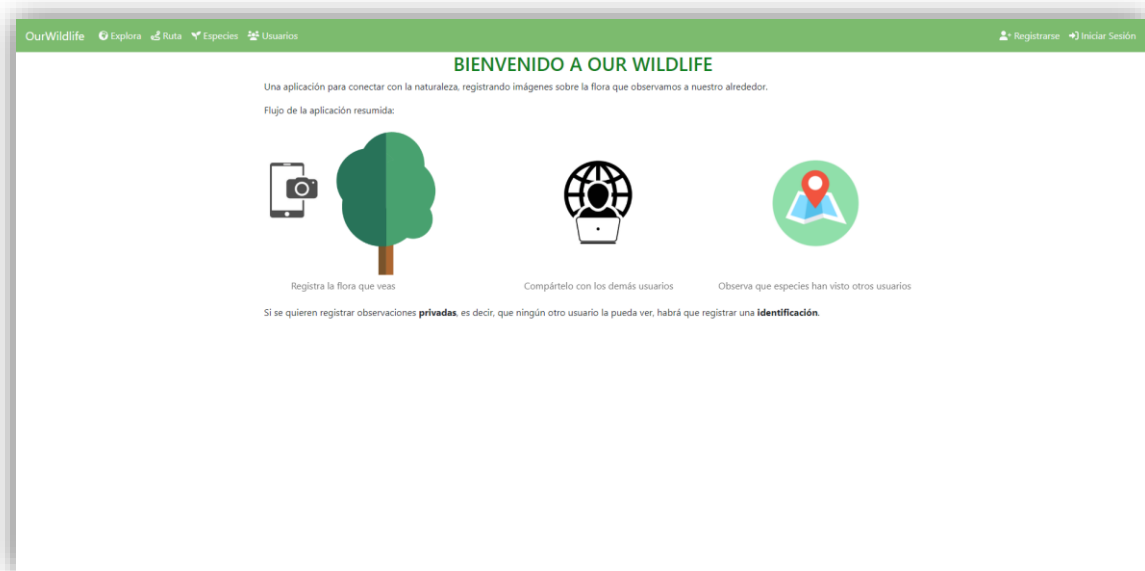 OurWildlife Explora Ruta Especies Usuarios Registrarse Iniciar Sesión
BIENVENIDO A OUR WILDLIFE
Una aplicación para conectar con la naturaleza, registrando imágenes sobre la flora que observamos a nuestro alrededor.
Flujo de la aplicación resumida:
Registra la flora que veas
Compártelo con los demás usuarios
Observa que especies han visto otros usuarios
Si se quieren registrar observaciones privadas, es decir, que ningún otro usuario la pueda ver, habrá que registrar una identificación.